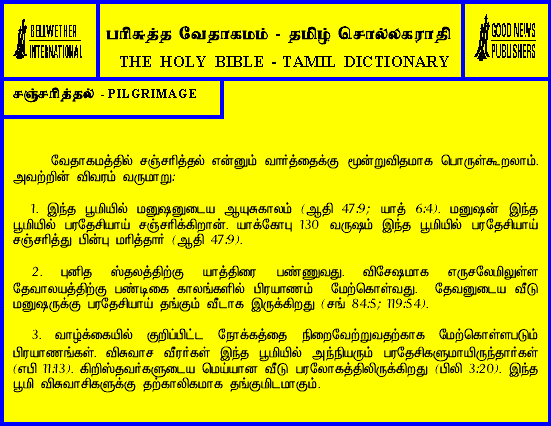 BELLWETHER
INTERNATIONAL
பரிசுத்த வேதாகமம் - தமிழ் சொல்லகராதி
THE HOLY BIBLE - TAMIL DICTIONARY
GOOD NEWS
PUBLISHERS
சஞ்சரித்தல் - PILGRIMAGE
வேதாகமத்தில் சஞ்சரித்தல் என்னும் வார்த்தைக்கு மூன்றுவிதமாக பொருள்கூறலாம்.
அவற்றின் விவரம் வருமாறு:
1. இந்த பூமியில் மனுஷனுடைய ஆயுசுகாலம் (ஆதி 47:9; யாத் 6:4). மனுஷன் இந்த
பூமியில் பரதேசியாய் சஞ்சரிக்கிறான். யாக்கோபு 130 வருஷம் இந்த பூமியில் பரதேசியாய்
சஞ்சரித்து பின்பு மரித்தார் (ஆதி 47:9).
2. புனித ஸ்தலத்திற்கு யாத்திரை பண்ணுவது. விசேஷமாக எருசலேமிலுள்ள
தேவாலயத்திற்கு பண்டிகை காலங்களில் பிரயாணம் மேற்கொள்வது. தேவனுடைய வீடு
மனுஷருக்கு பரதேசியாய் தங்கும் வீடாக இருக்கிறது (சங் 84:5; 119:54).
3. வாழ்க்கையில் குறிப்பிட்ட நோக்கத்தை நிறைவேற்றுவதற்காக மேற்கொள்ளபடும்
பிரயாணங்கள். விசுவாச வீரர்கள் இந்த பூமியில் அந்நியரும் பரதேசிகளுமாயிருந்தார்கள்
(எபி 11:13). கிறிஸ்தவர்களுடைய மெய்யான வீடு பரலோகத்திலிருக்கிறது (பிலி 3:20). இந்த
பூமி விசுவாசிகளுக்கு தற்காலிகமாக தங்குமிடமாகும்.